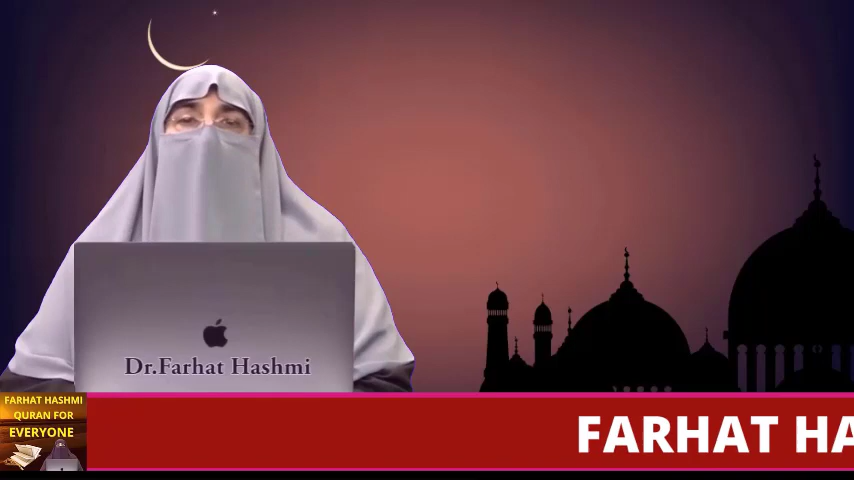 Dr.Farhat Hashmi
FARHAT HASHMI
QURAN FOR
EVERYONE
FARHAT HA